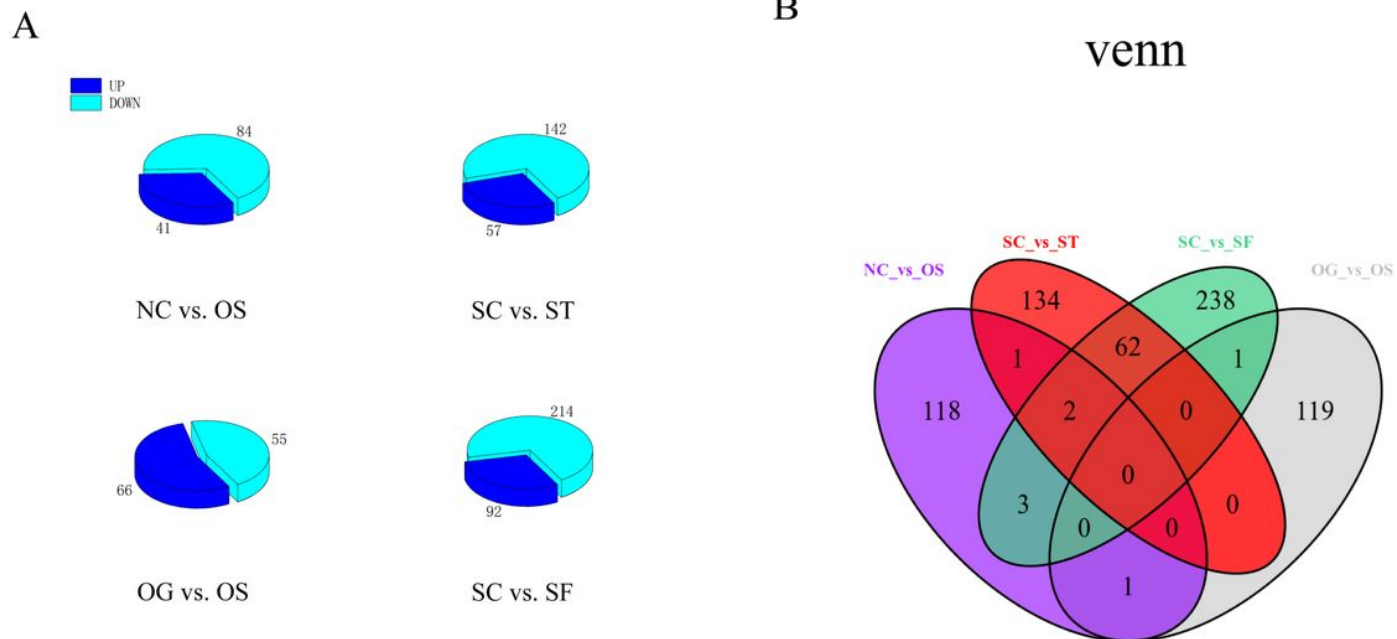 A
UP
DOWN
84
41
NC vs. OS
142
57
SC vs. ST
66
55
OG vs. OS
214
92
SC vs. SF
B
venn
NC_vs_OS
SC_vs_ST
SC_vs_SF
OG_vs_OS
134
238
1
62
1
118
2
0
119
0
3
0
0
0
1